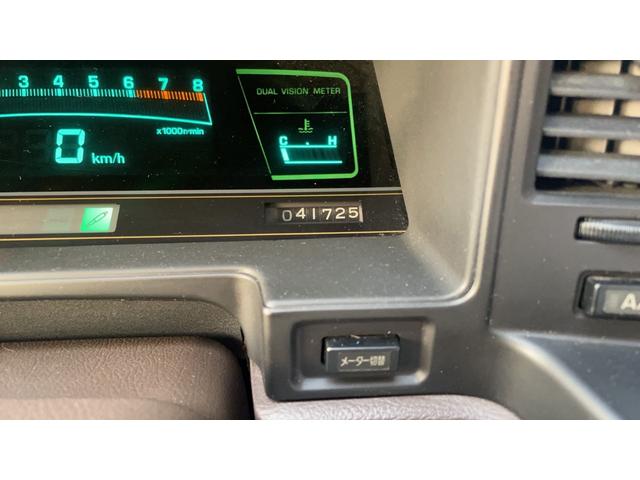 3 4 5 6 7 8
DUAL VISION METER
x1000r/min
0 km/h
C H
041725
メーター切替